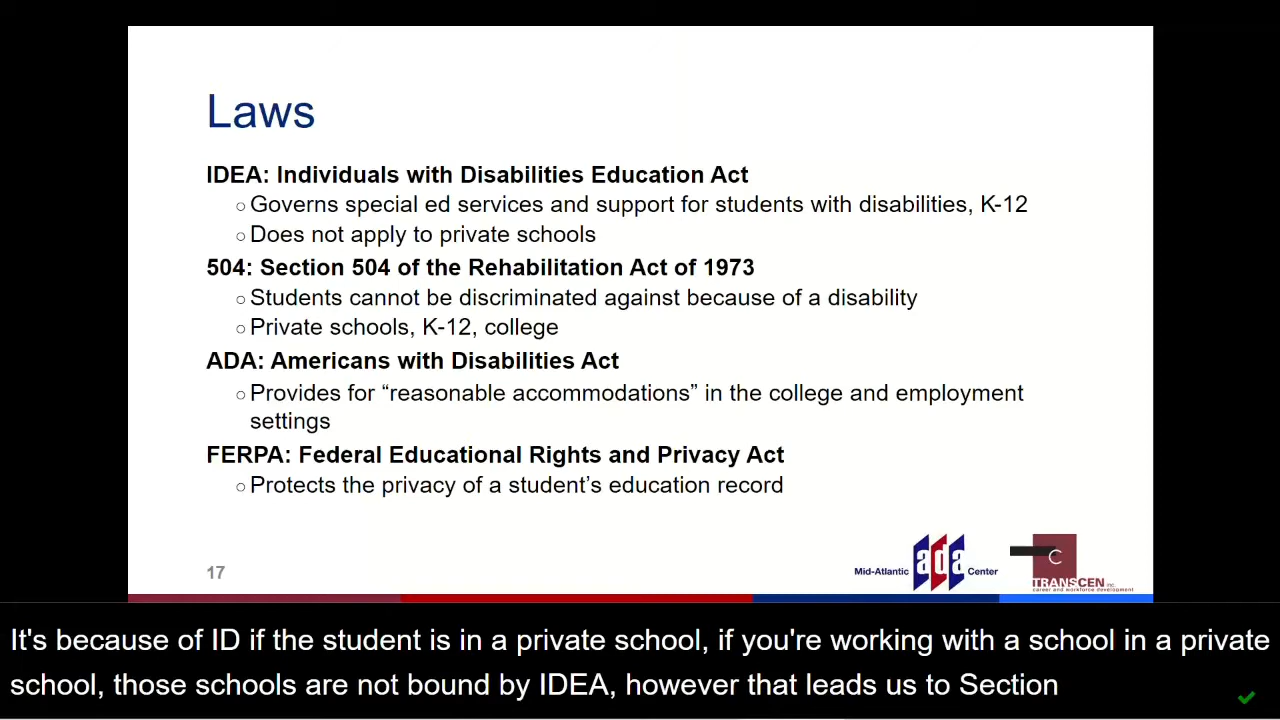 Laws
IDEA: Individuals with Disabilities Education Act
○ Governs special ed services and support for students with disabilities, K-12
○ Does not apply to private schools
504: Section 504 of the Rehabilitation Act of 1973
○ Students cannot be discriminated against because of a disability
○ Private schools, K-12, college
ADA: Americans with Disabilities Act
○ Provides for “reasonable accommodations” in the college and employment
settings
FERPA: Federal Educational Rights and Privacy Act
○ Protects the privacy of a student’s education record
17
Mid-Atlantic ada Center
C
TRANSCEN inc.
career and workforce development
It's because of ID if the student is in a private school, if you're working with a school in a private
school, those schools are not bound by IDEA, however that leads us to Section